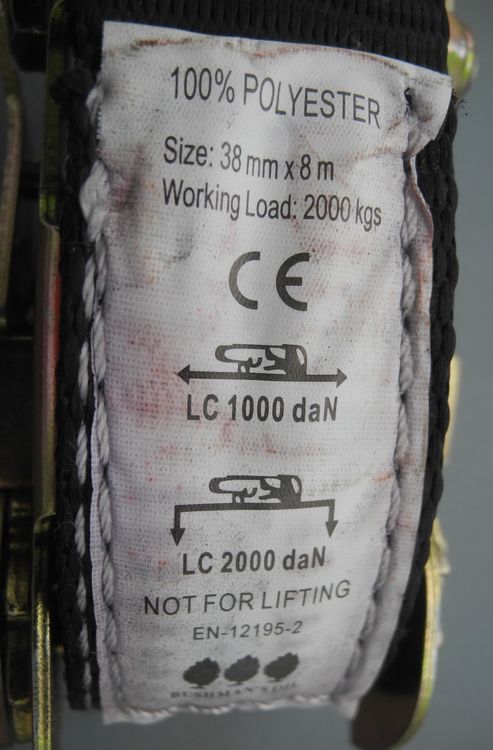 100% POLYESTER
Size: 38 mm x 8 m
Working Load: 2000 kgs
CE
LC 1000 daN
LC 2000 daN
NOT FOR LIFTING
EN-12195-2
BUSHMAN'S